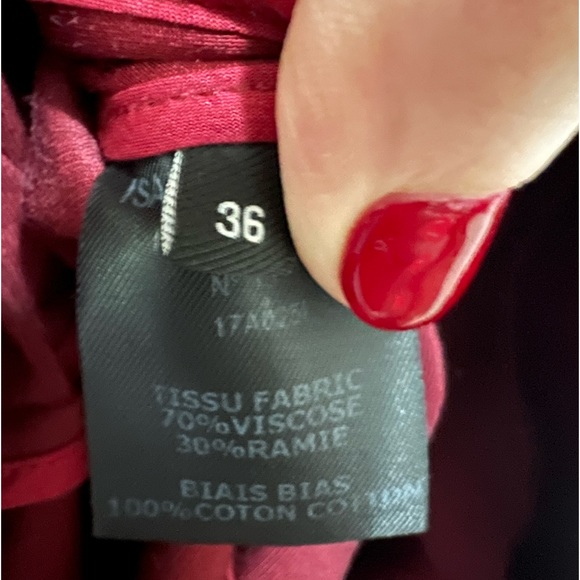 36
TISSU FABRIC
70%VISCOSE
30%RAMIE
BIAIS BIAS
100%COTON COTTON